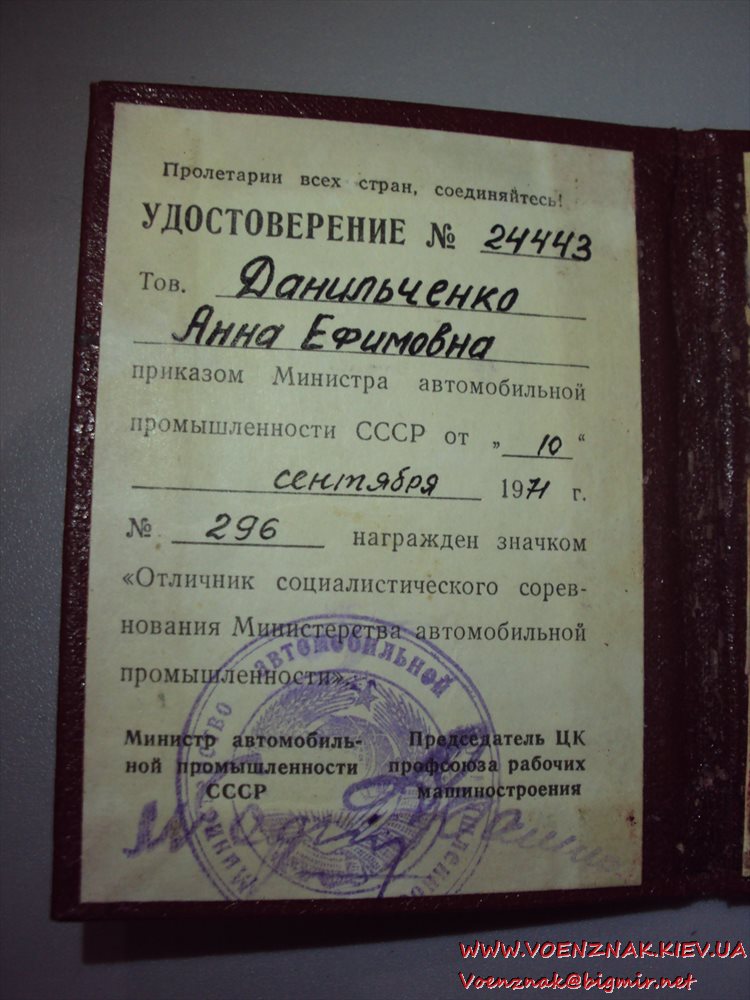 Пролетарии всех стран, соединяйтесь!
УДОСТОВЕРЕНИЕ № 24443
Тов. Данильченко
Анна Ефимовна
приказом Министра автомобильной
промышленности СССР от „ 10 “
сентября 1971 г.
№ 296 награжден значком
«Отличник социалистического сорев-
нования Министерства автомобильной
промышленности».
Министр автомобиль-
ной промышленности
СССР
Председатель ЦК
профсоюза рабочих
машиностроения
автомобильной
WWW.VOENZNAK.KIEV.UA
Voenznak@bigmir.net